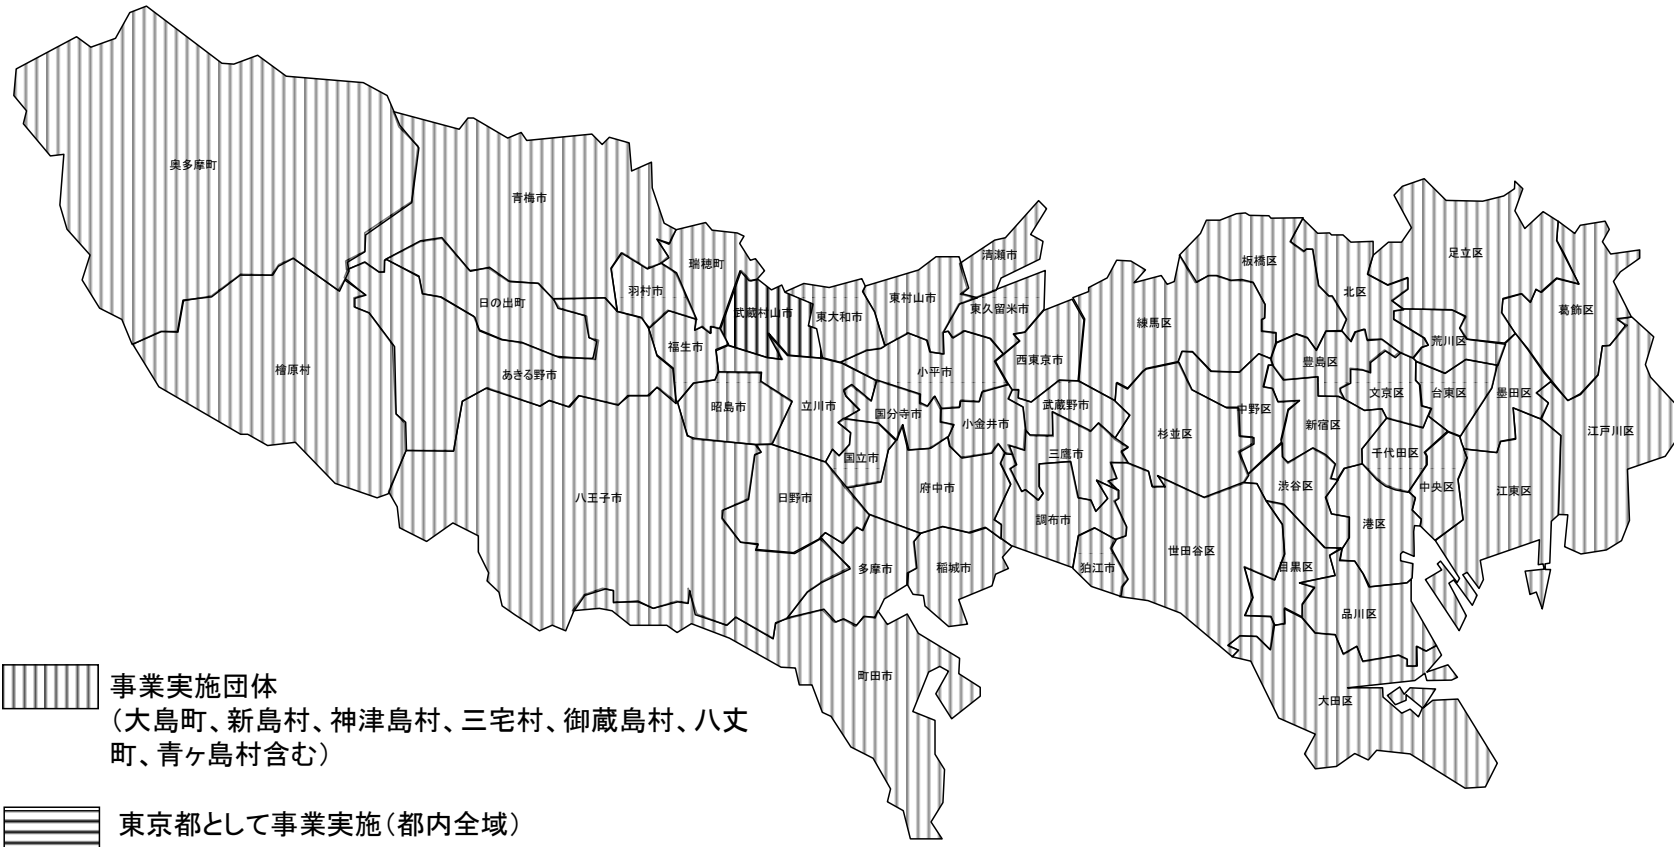 奥多摩町
青梅市
瑞穂町
羽村市
日の出町
武蔵村山市
東大和市
東村山市
清瀬市
東久留米市
西東京市
福生市
あきる野市
檜原村
昭島市
立川市
小平市
国分寺市
小金井市
武蔵野市
国立市
三鷹市
八王子市
日野市
府中市
調布市
多摩市
稲城市
狛江市
町田市
板橋区
北区
足立区
葛飾区
練馬区
荒川区
豊島区
文京区
台東区
墨田区
中野区
杉並区
新宿区
千代田区
江戸川区
渋谷区
中央区
江東区
港区
世田谷区
目黒区
品川区
大田区
事業実施団体
（大島町、新島村、神津島村、三宅村、御蔵島村、八丈
町、青ヶ島村含む）
東京都として事業実施（都内全域）